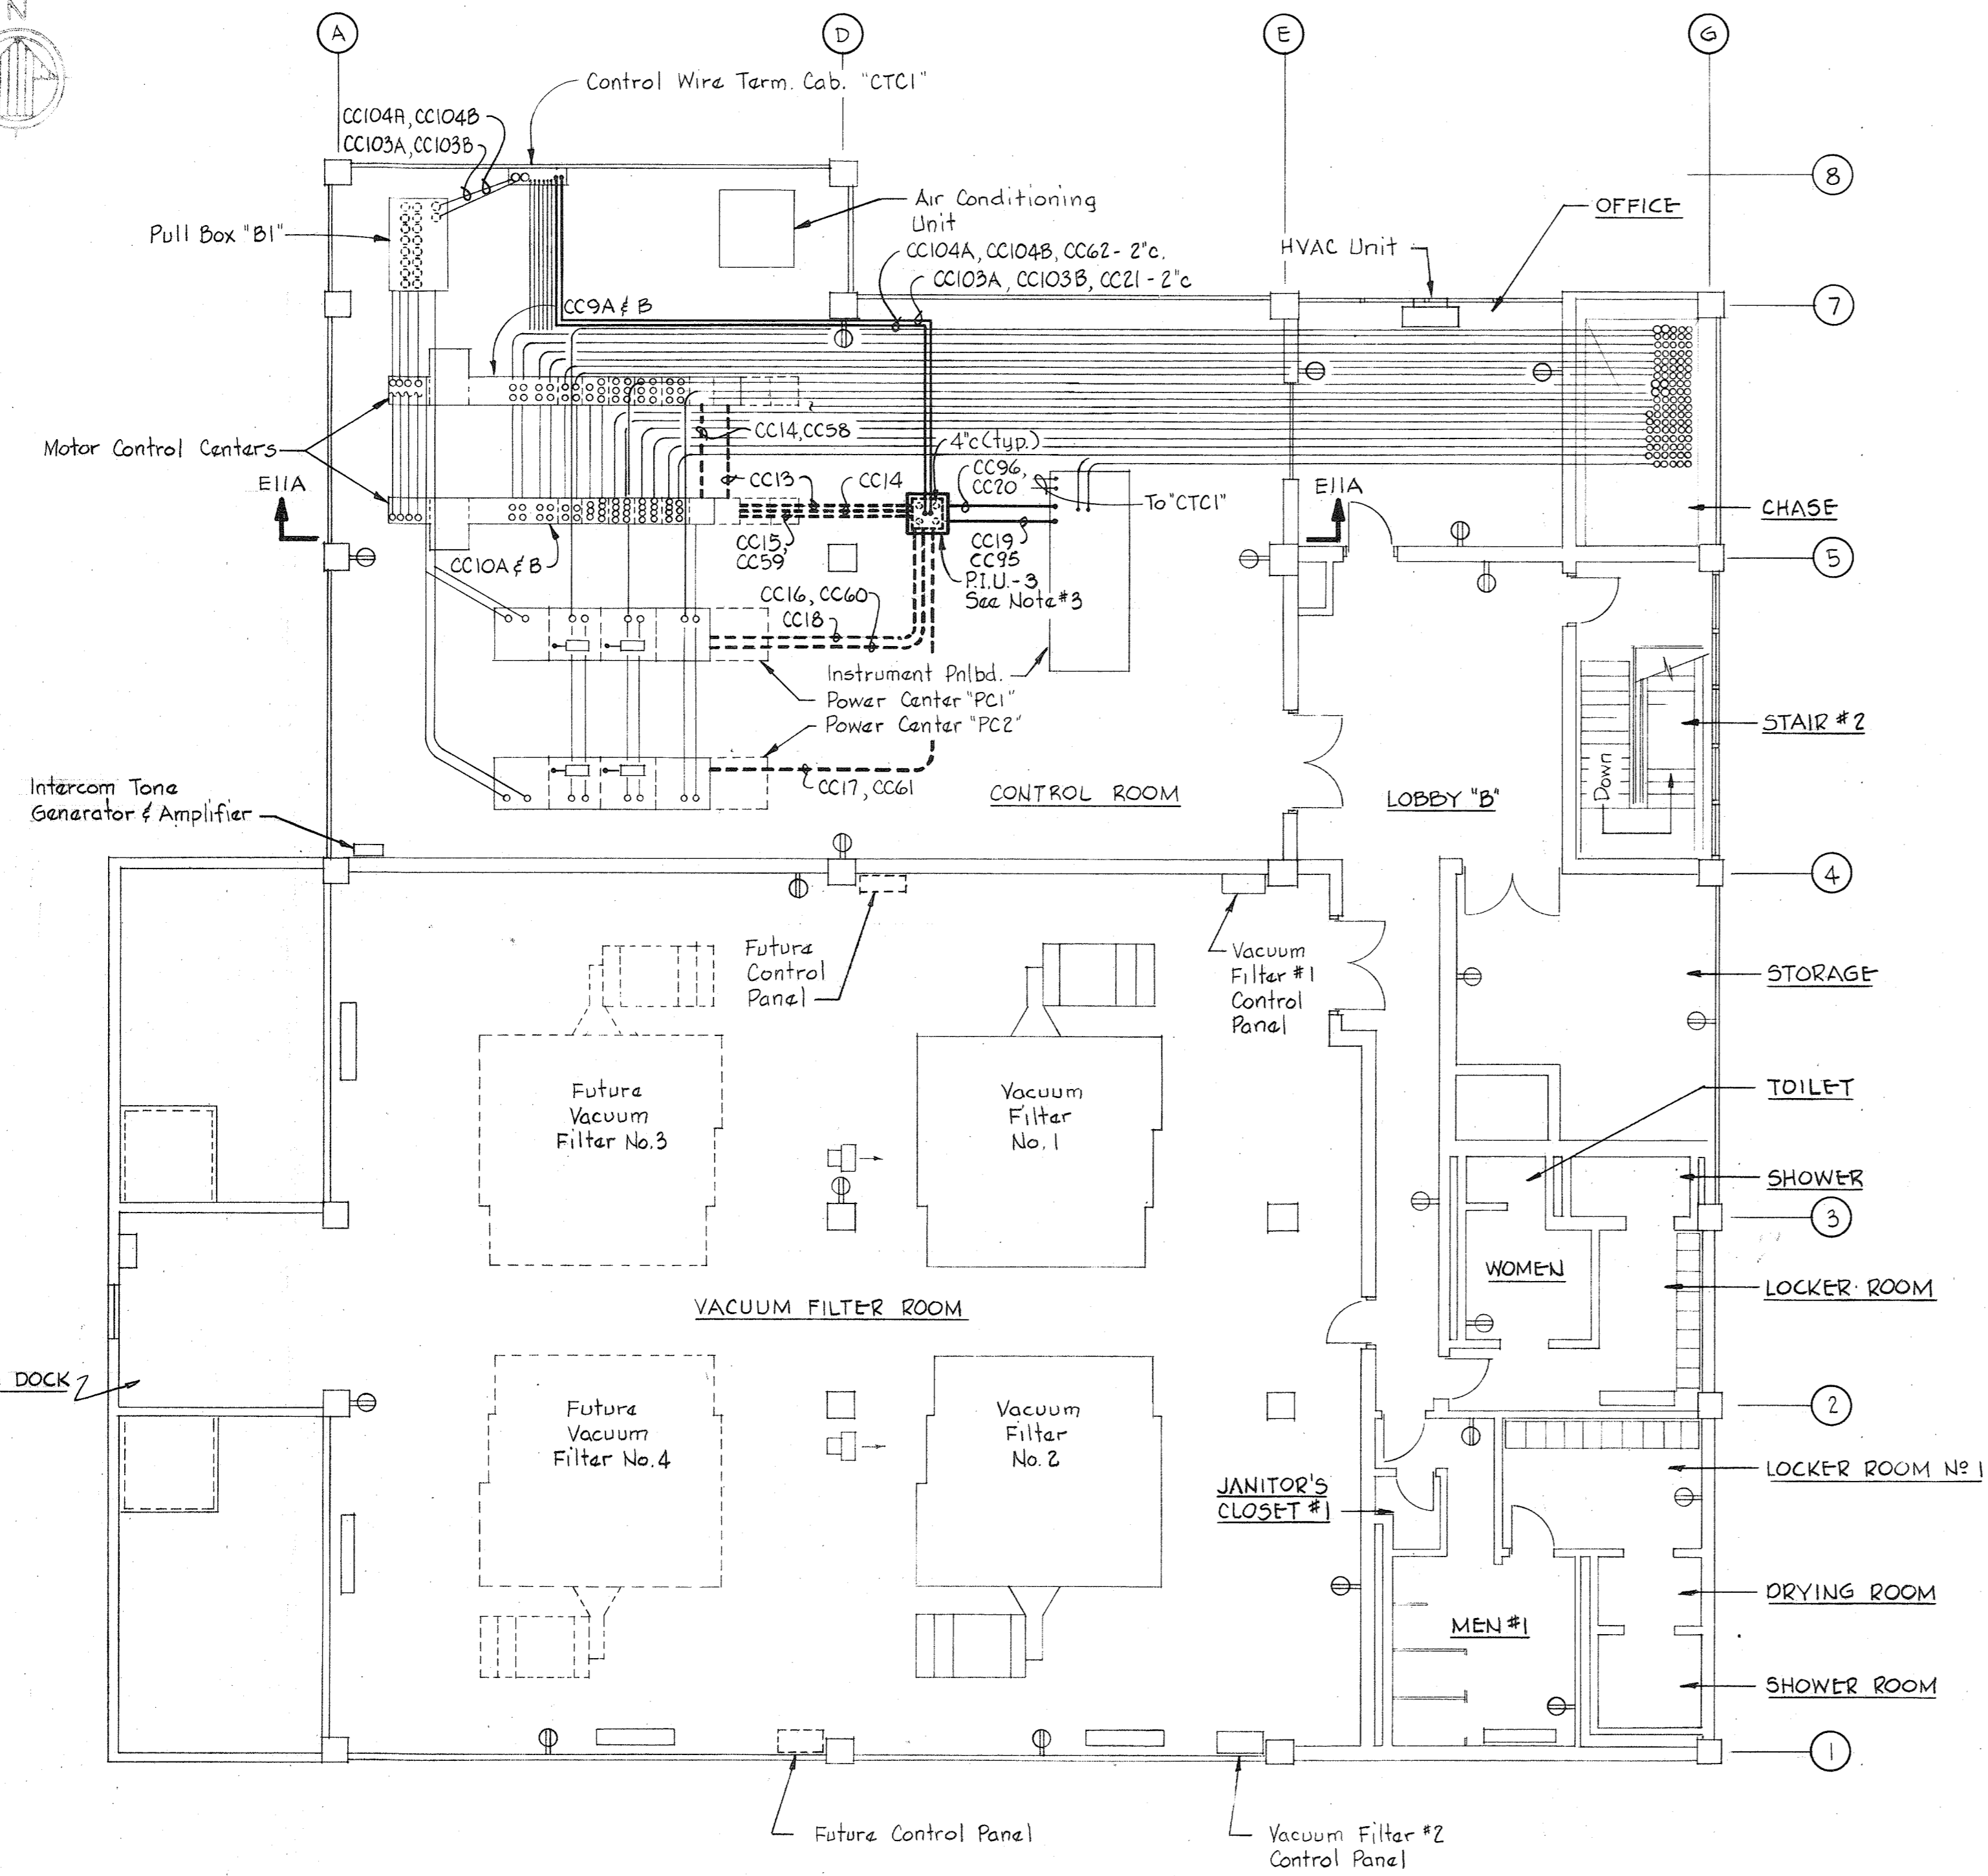 N
A
D
E
G
Control Wire Term. Cab. "CTC1"
CC104A, CC104B
CC103A, CC103B
8
Air Conditioning
Unit
OFFICE
Pull Box "B1"
HVAC Unit
CC104A, CC104B, CC62-2"c.
CC103A, CC103B, CC21-2"c
CC9A & B
7
CC14, CC58
4"c (typ.)
Motor Control Centers
CC96,
CC20
CC13
CC14
E11A
E11A
To "CTC1"
CHASE
CC15,
CC59
CC19
CC95
CC10A & B
5
P.I.U.-3
See Note #3
CC16, CC60
CC18
Instrument Pnlbd.
Power Center "PC1"
Power Center "PC2"
STAIR #2
Down
CC17, CC61
CONTROL ROOM
LOBBY "B"
Intercom Tone
Generator & Amplifier
4
Future
Control
Panel
Vacuum
Filter #1
Control
Panel
STORAGE
Future
Vacuum
Filter No.3
Vacuum
Filter
No.1
TOILET
SHOWER
3
WOMEN
LOCKER ROOM
VACUUM FILTER ROOM
DOCK
2
Future
Vacuum
Filter No.4
Vacuum
Filter
No.2
LOCKER ROOM Nº 1
JANITOR'S
CLOSET #1
DRYING ROOM
MEN #1
SHOWER ROOM
1
Future Control Panel
Vacuum Filter #2
Control Panel